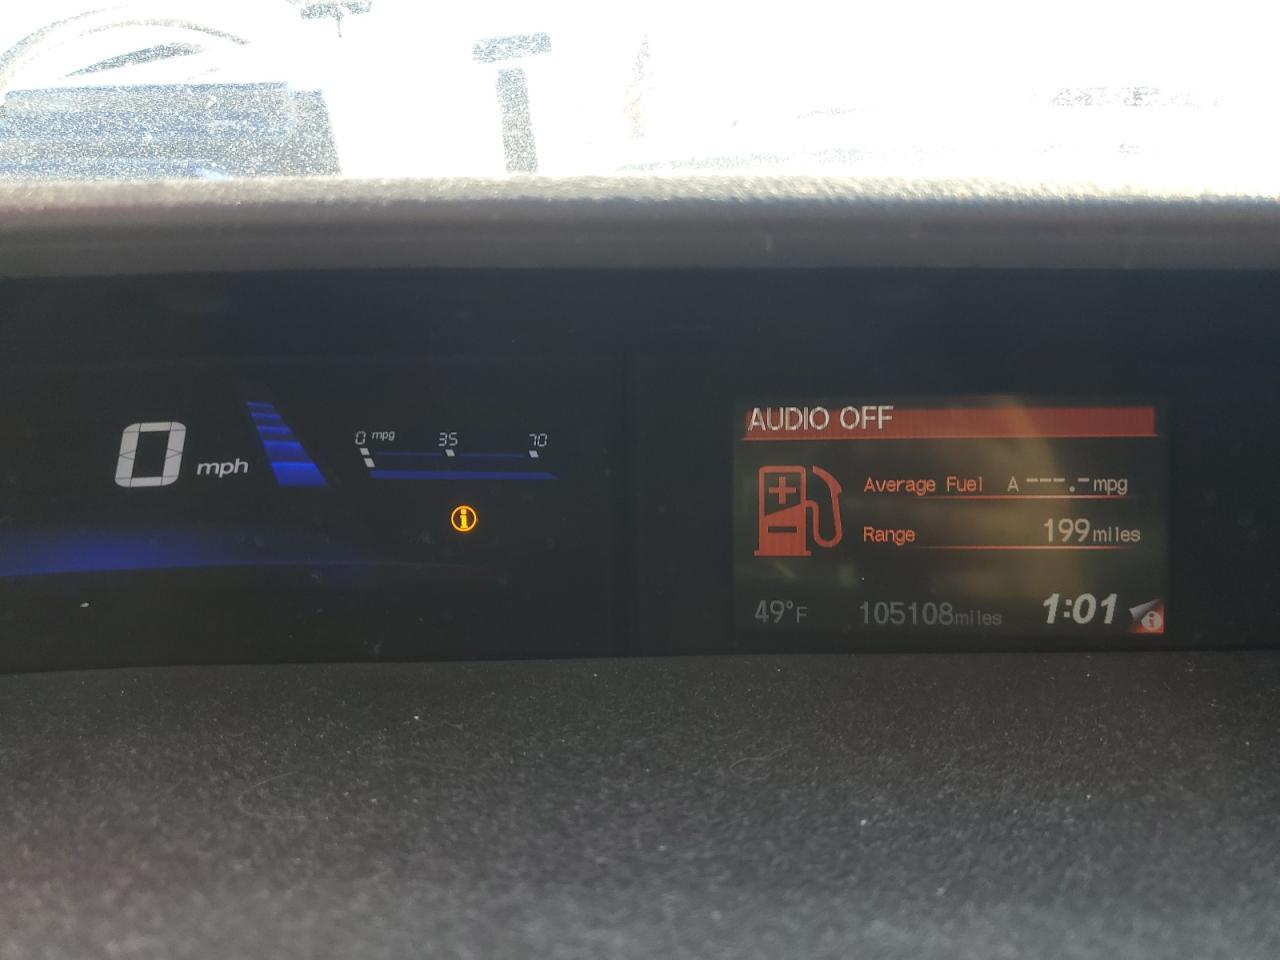 0 mph
0 mpg 35 70
AUDIO OFF
Average Fuel A ---.- mpg
Range 199 miles
49°F 105108 miles 1:01 i
i